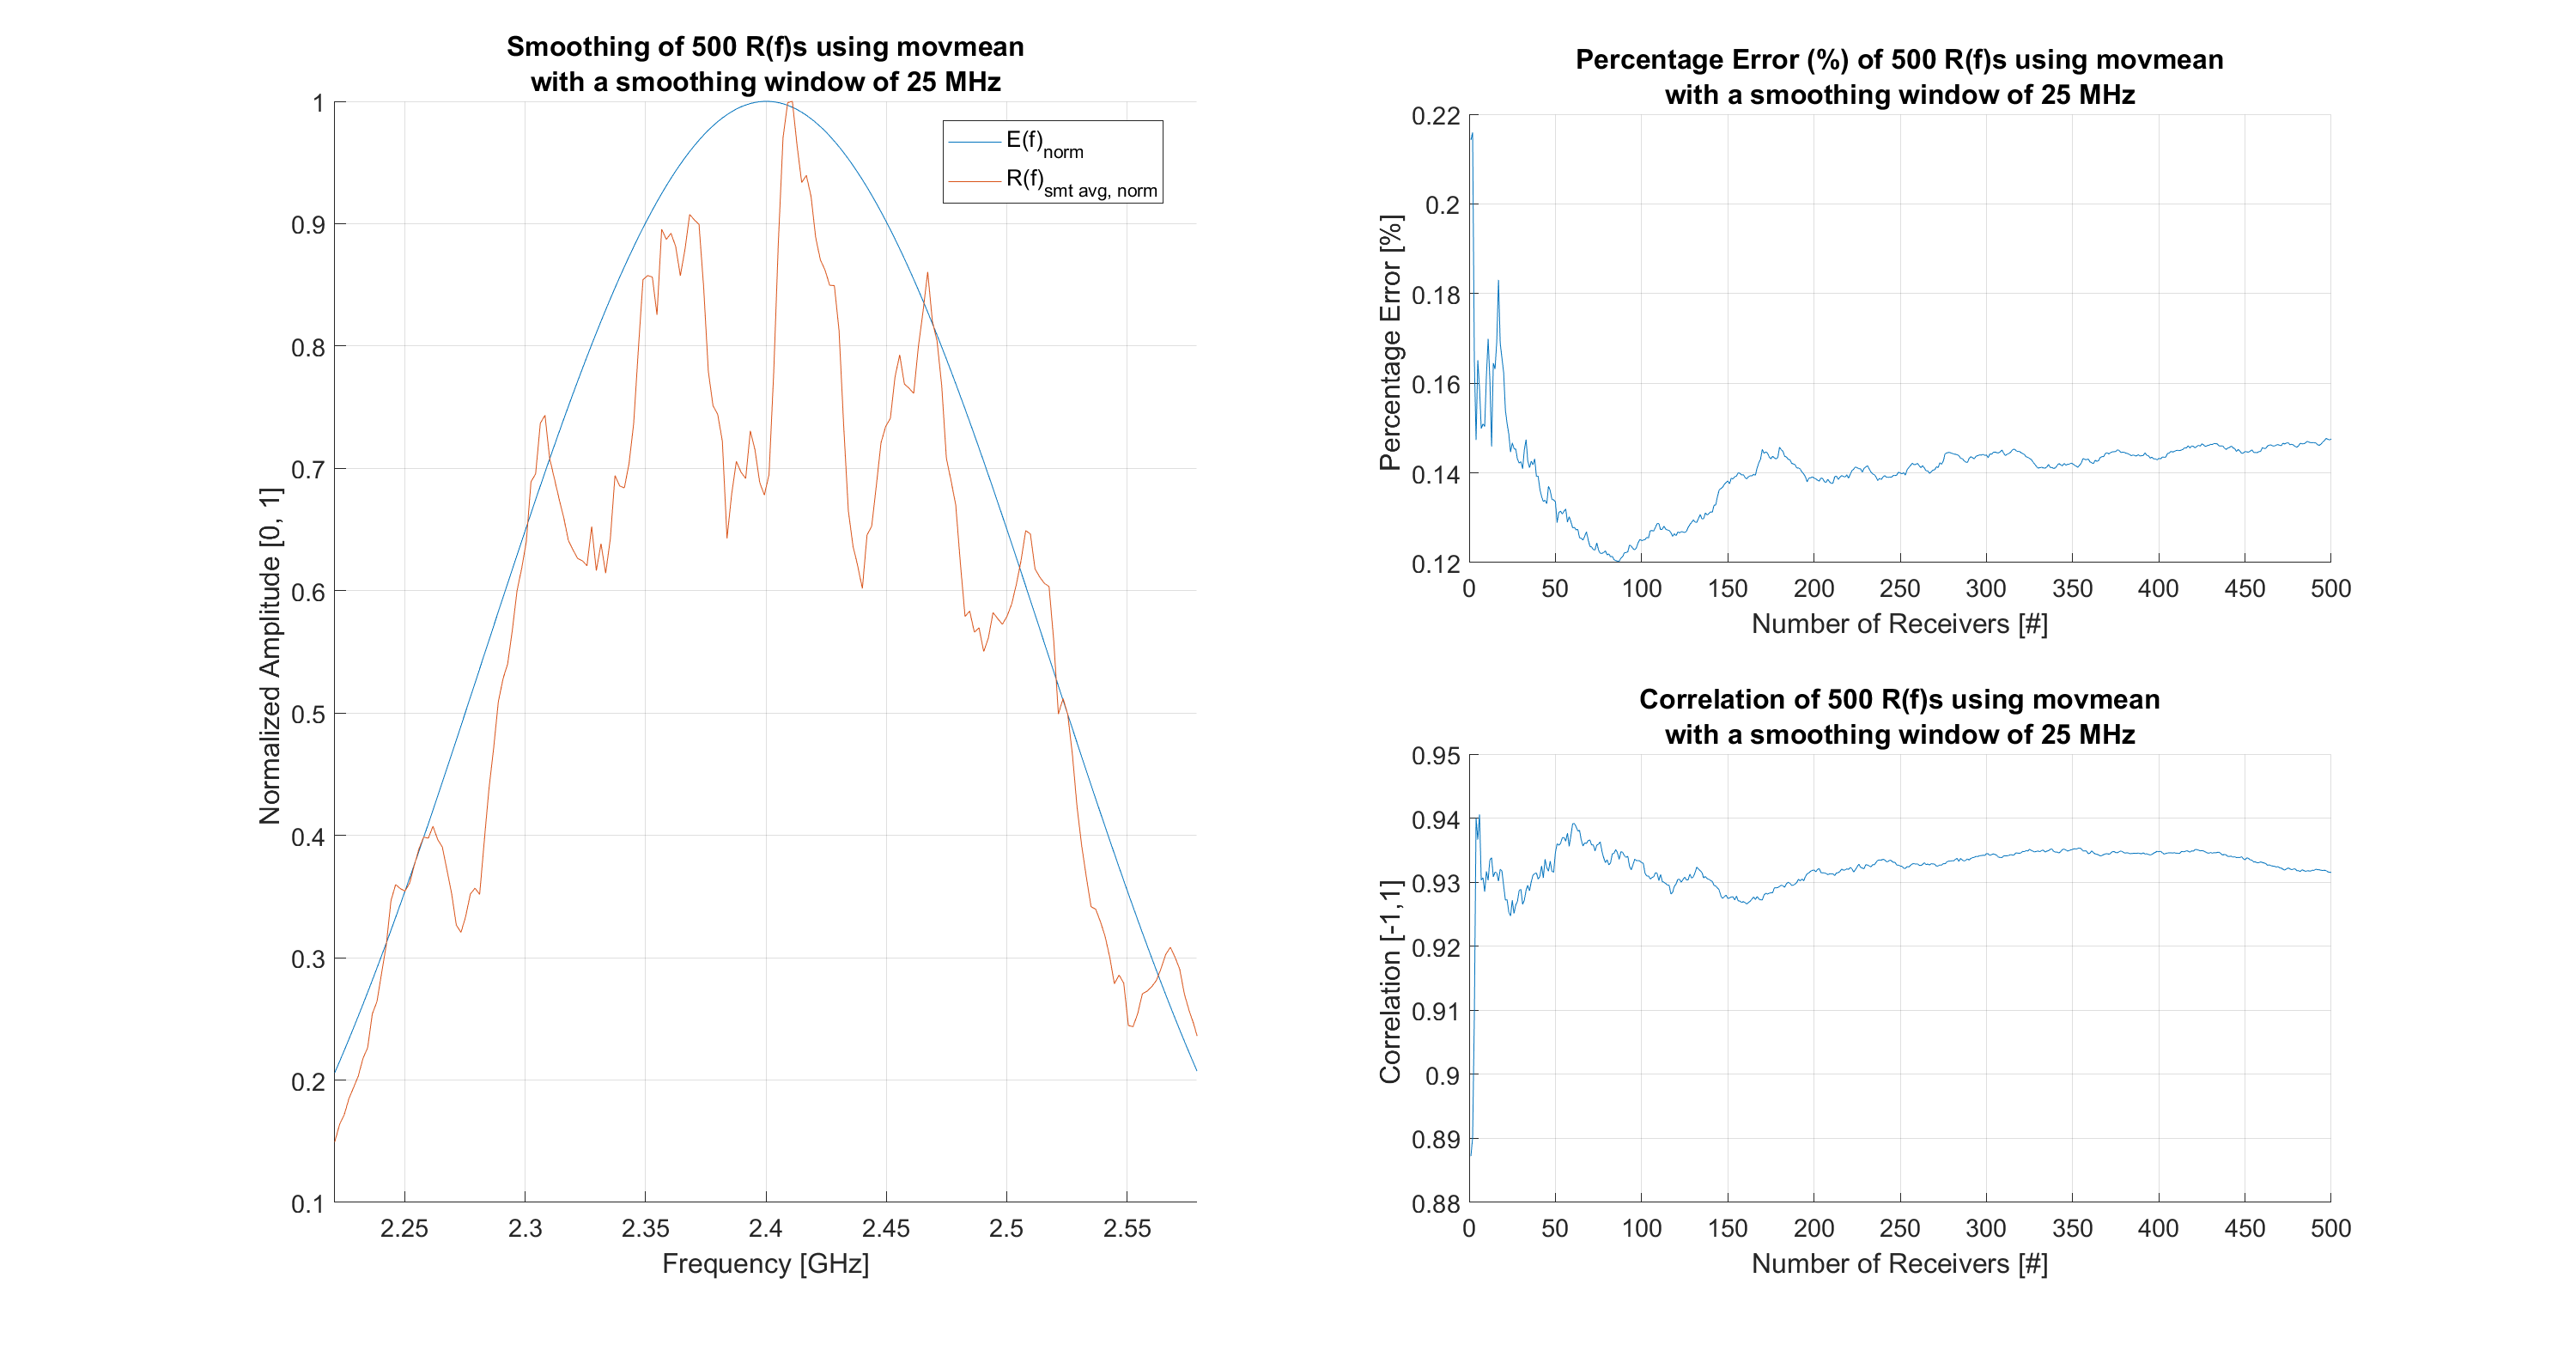 Smoothing of 500 R(f)s using movmean
with a smoothing window of 25 MHz
1
0.9
0.8
0.7
0.6
0.5
0.4
0.3
0.2
0.1
Normalized Amplitude [0, 1]
E(f)norm
R(f)smt avg, norm
2.25 2.3 2.35 2.4 2.45 2.5 2.55
Frequency [GHz]
Percentage Error (%) of 500 R(f)s using movmean
with a smoothing window of 25 MHz
0.22
0.2
0.18
0.16
0.14
0.12
Percentage Error [%]
0 50 100 150 200 250 300 350 400 450 500
Number of Receivers [#]
Correlation of 500 R(f)s using movmean
with a smoothing window of 25 MHz
0.95
0.94
0.93
0.92
0.91
0.9
0.89
0.88
Correlation [-1,1]
0 50 100 150 200 250 300 350 400 450 500
Number of Receivers [#]